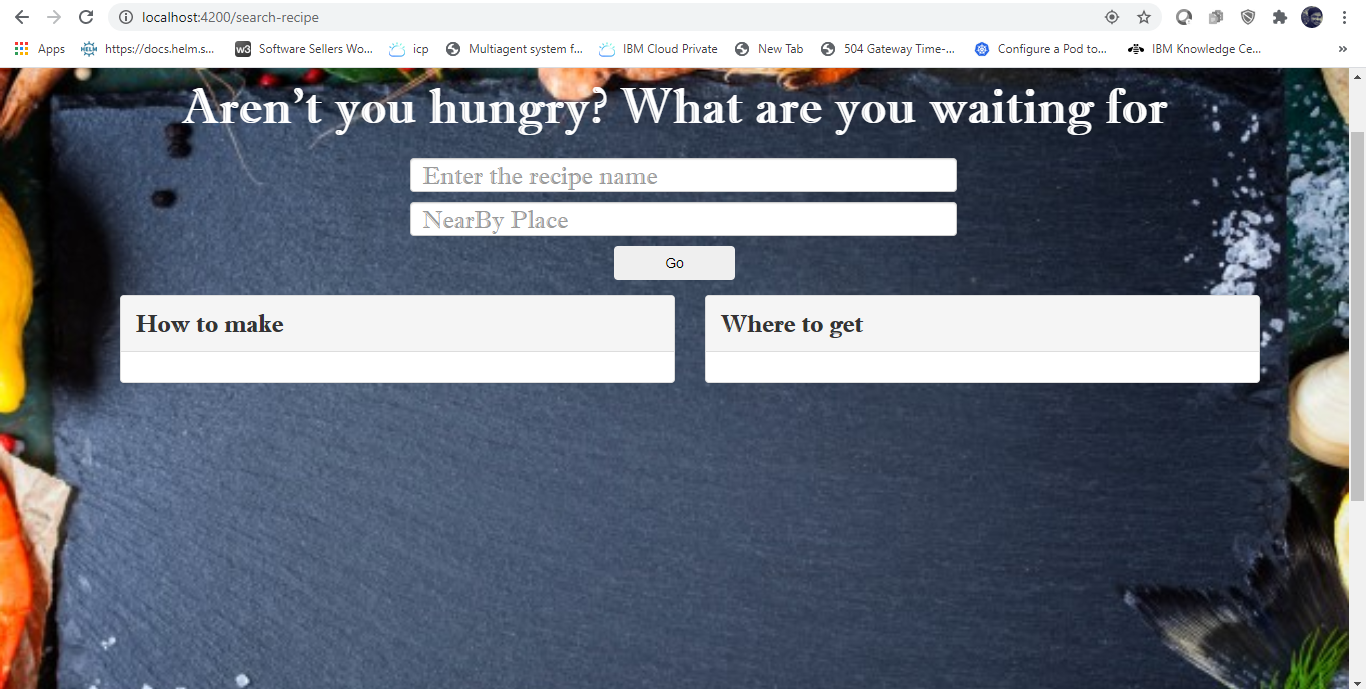 localhost:4200/search-recipe
Apps https://docs.helm.s... w3 Software Sellers Wo... icp Multiagent system f... IBM Cloud Private New Tab 504 Gateway Time-... Configure a Pod to... IBM Knowledge Ce... »
Aren't you hungry? What are you waiting for
Enter the recipe name
NearBy Place
Go
How to make Where to get